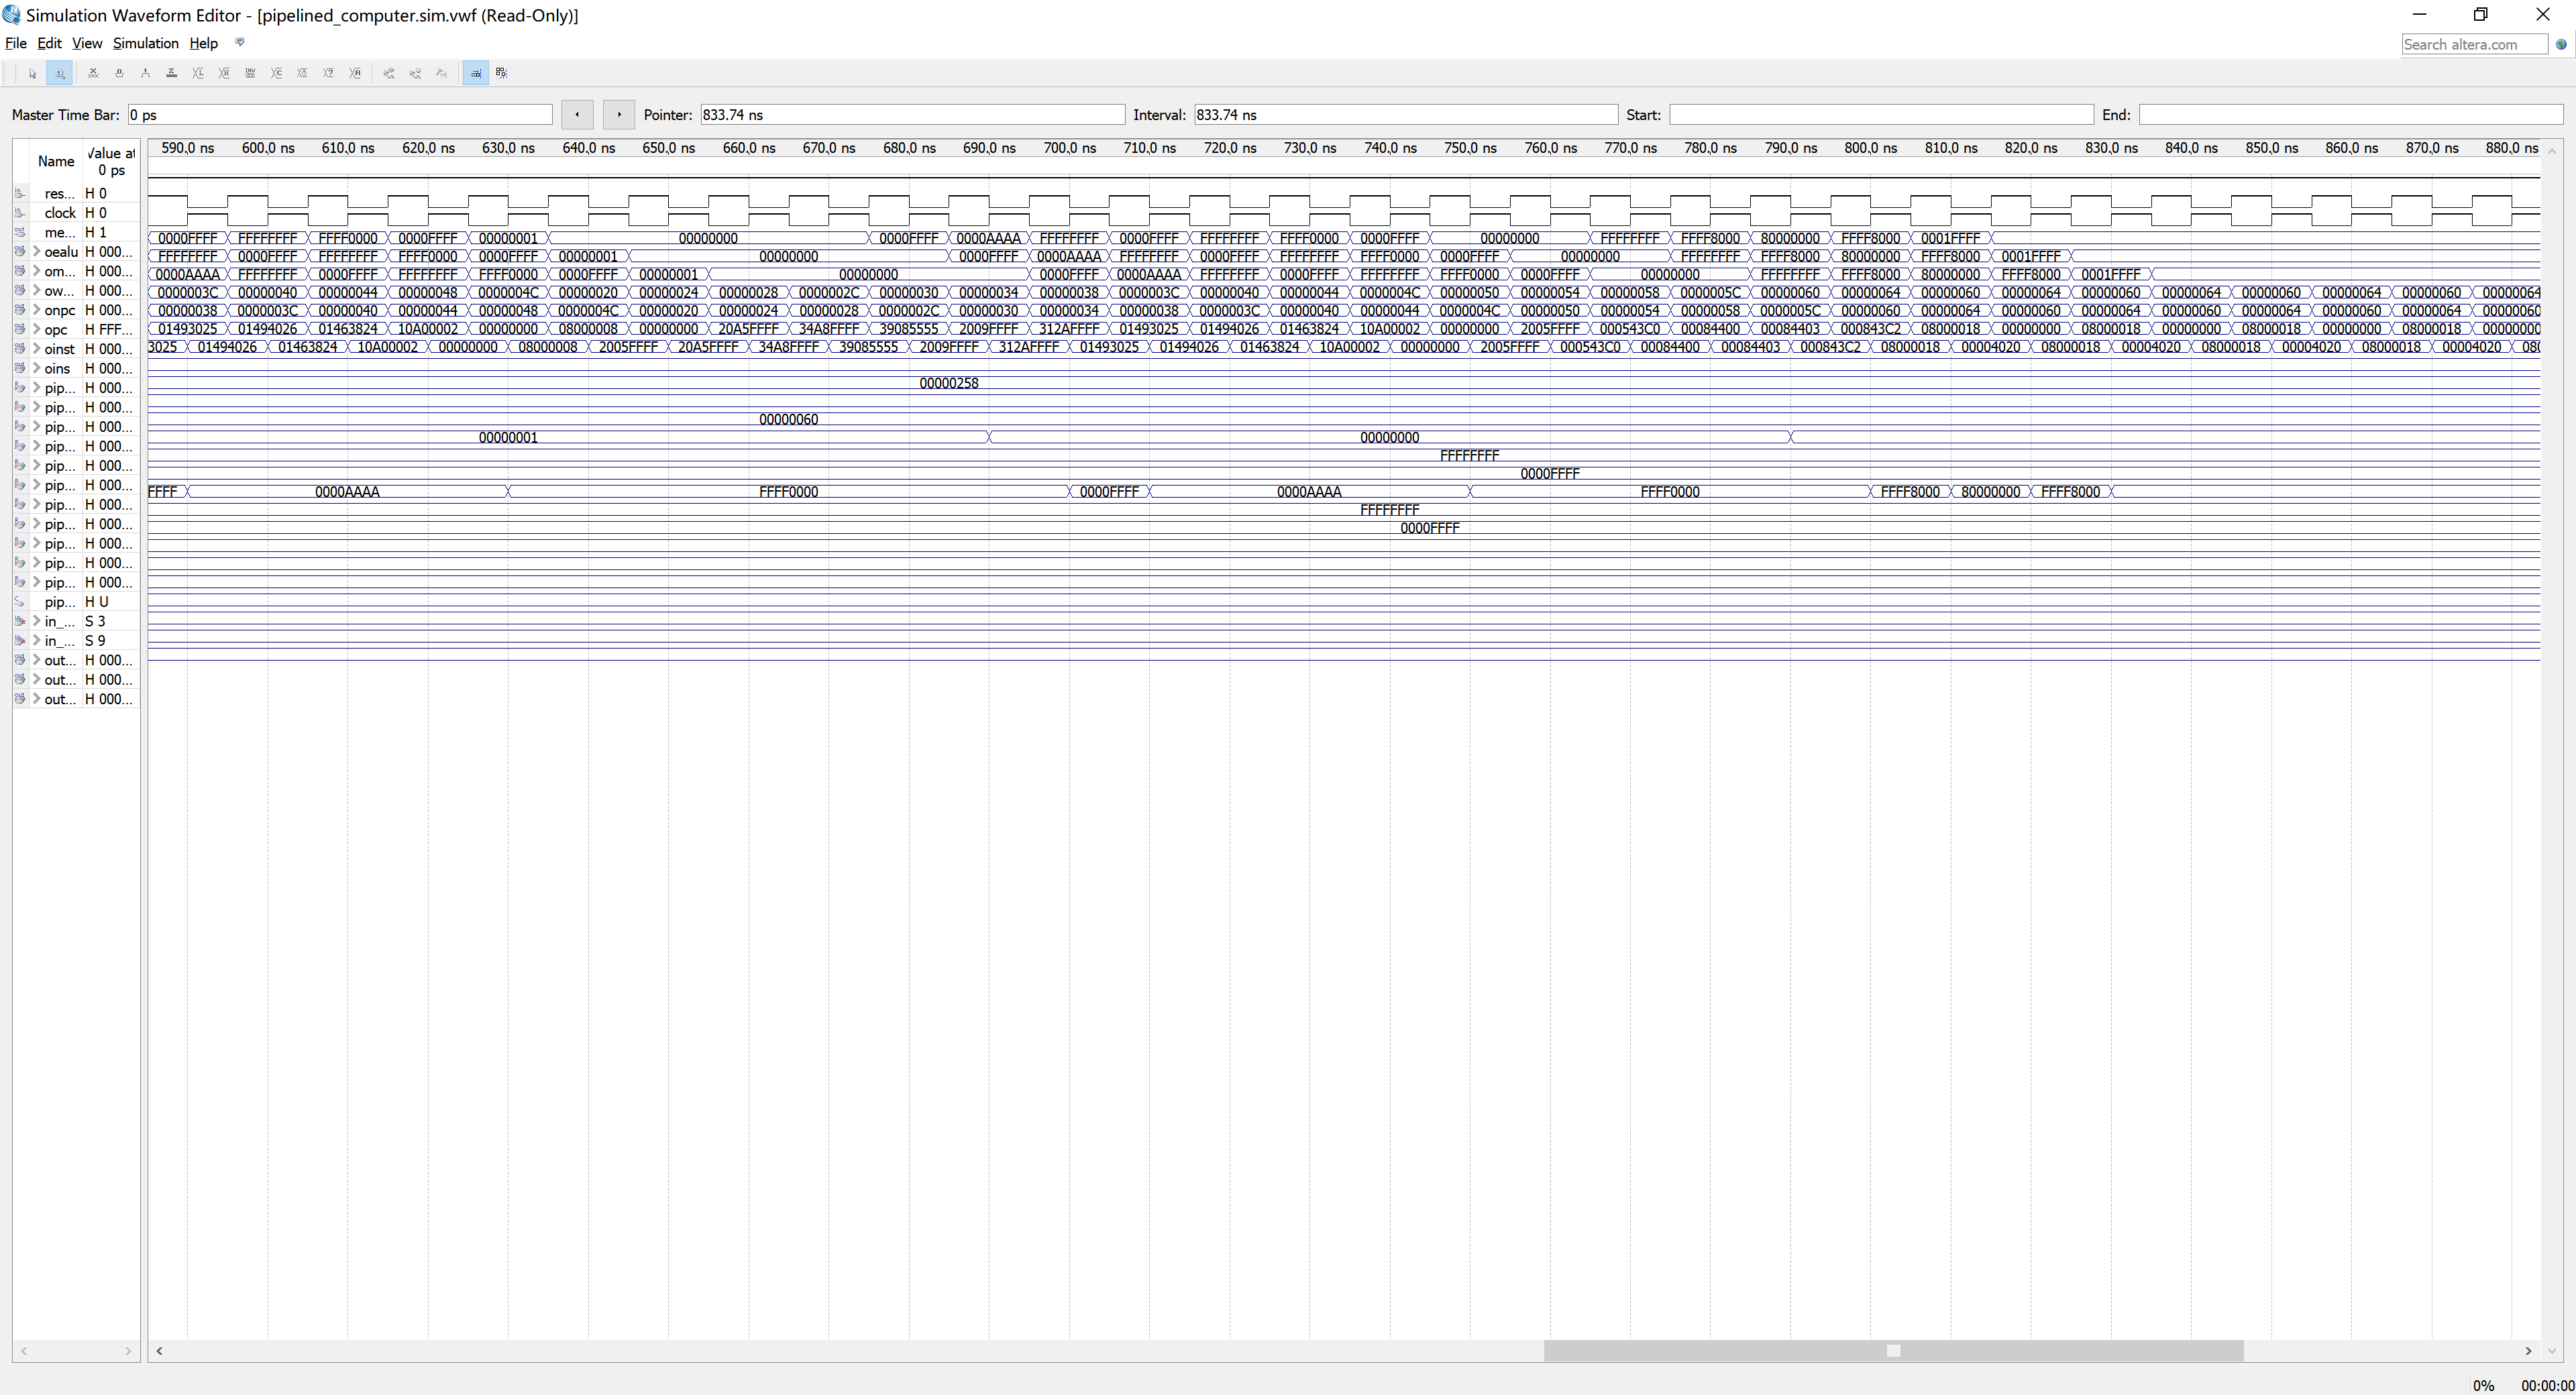 Simulation Waveform Editor - [pipelined_computer.sim.vwf (Read-Only)]
File Edit View Simulation Help
Search altera.com
Master Time Bar: 0 ps Pointer: 833.74 ns Interval: 833.74 ns Start: End:
Name Value at 0 ps
590.0 ns 600.0 ns 610.0 ns 620.0 ns 630.0 ns 640.0 ns 650.0 ns 660.0 ns 670.0 ns 680.0 ns 690.0 ns 700.0 ns 710.0 ns 720.0 ns 730.0 ns 740.0 ns 750.0 ns 760.0 ns 770.0 ns 780.0 ns 790.0 ns 800.0 ns 810.0 ns 820.0 ns 830.0 ns 840.0 ns 850.0 ns 860.0 ns 870.0 ns 880.0 ns
res... H 0
clock H 0
me... H 1
oealu H 000...
om... H 000...
ow... H 000...
onpc H 000...
opc H FFF...
oinst H 000...
oins H 000...
pip... H 000...
pip... H 000...
pip... H 000...
pip... H 000...
pip... H 000...
pip... H 000...
pip... H 000...
pip... H 000...
pip... H 000...
pip... H 000...
pip... H 000...
pip... H U
in_... S 3
in_... S 9
out... H 000...
out... H 000...
out... H 000...
0000FFFF FFFFFFFF FFFF0000 0000FFFF 00000001 00000000 0000FFFF 0000AAAA FFFFFFFF 0000FFFF FFFFFFFF FFFF0000 0000FFFF 00000000 FFFFFFFF FFFF8000 80000000 FFFF8000 0001FFFF
FFFFFFFF 0000FFFF FFFFFFFF FFFF0000 0000FFFF 00000001 00000000 0000FFFF 0000AAAA FFFFFFFF 0000FFFF FFFFFFFF FFFF0000 0000FFFF 00000000 FFFFFFFF FFFF8000 80000000 FFFF8000 0001FFFF
0000AAAA FFFFFFFF 0000FFFF FFFFFFFF FFFF0000 0000FFFF 00000001 00000000 0000FFFF 0000AAAA FFFFFFFF 0000FFFF FFFFFFFF FFFF0000 0000FFFF 00000000 FFFFFFFF FFFF8000 80000000 FFFF8000 0001FFFF
0000003C 00000040 00000044 00000048 0000004C 00000020 00000024 00000028 0000002C 00000030 00000034 00000038 0000003C 00000040 00000044 0000004C 00000050 00000054 00000058 0000005C 00000060 00000064 00000060 00000064 00000060 00000064 00000060 00000064 00000060 00000064
00000038 0000003C 00000040 00000044 00000048 0000004C 00000020 00000024 00000028 0000002C 00000030 00000034 00000038 0000003C 00000040 00000044 0000004C 00000050 00000054 00000058 0000005C 00000060 00000064 00000060 00000064 00000060 00000064 00000060 00000064 00000060
01493025 01494026 01463824 10A00002 00000000 08000008 00000000 20A5FFFF 34A8FFFF 39085555 2009FFFF 312AFFFF 01493025 01494026 01463824 10A00002 00000000 2005FFFF 000543C0 00084400 00084403 000843C2 08000018 00000000 08000018 00000000 08000018 00000000 08000018 00000000
3025 01494026 01463824 10A00002 00000000 08000008 2005FFFF 20A5FFFF 34A8FFFF 39085555 2009FFFF 312AFFFF 01493025 01494026 01463824 10A00002 00000000 2005FFFF 000543C0 00084400 00084403 000843C2 08000018 00004020 08000018 00004020 08000018 00004020 08000018 00004020 080
00000258
00000060
00000001 00000000
FFFFFFFF
0000FFFF
FFFF 0000AAAA FFFF0000 0000FFFF 0000AAAA FFFF0000 FFFF8000 80000000 FFFF8000
FFFFFFFF
0000FFFF
0% 00:00:00